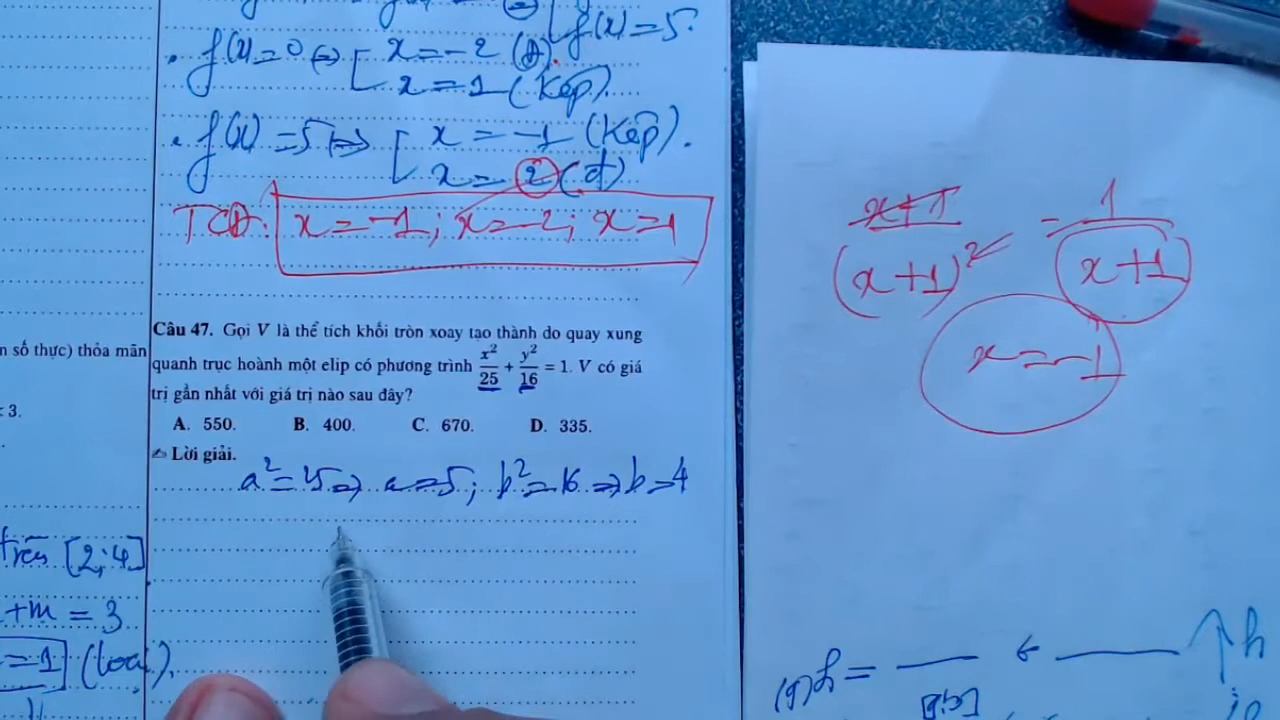 f(x)=5.
. f(x)=0 ⇔ [ x=-2 (đ).
x=1 (Kép).
. f(x)=5 ⇔ [ x=-1 (Kép).
x=2 (đ)
TCĐ: x=-1; x=-2; x=1
Câu 47. Gọi V là thể tích khối tròn xoay tạo thành do quay xung
quanh trục hoành một elip có phương trình x²/25 + y²/16 = 1. V có giá
trị gần nhất với giá trị nào sau đây?
A. 550. B. 400. C. 670. D. 335.
Lời giải.
a²=25 ⇒ a=5; b²=16 ⇒ b=4
n số thực) thỏa mãn
3.
trên [2;4]
+m = 3
=1 (loại).
x+1/(x+1)² = 1/(x+1)
x=-1
h